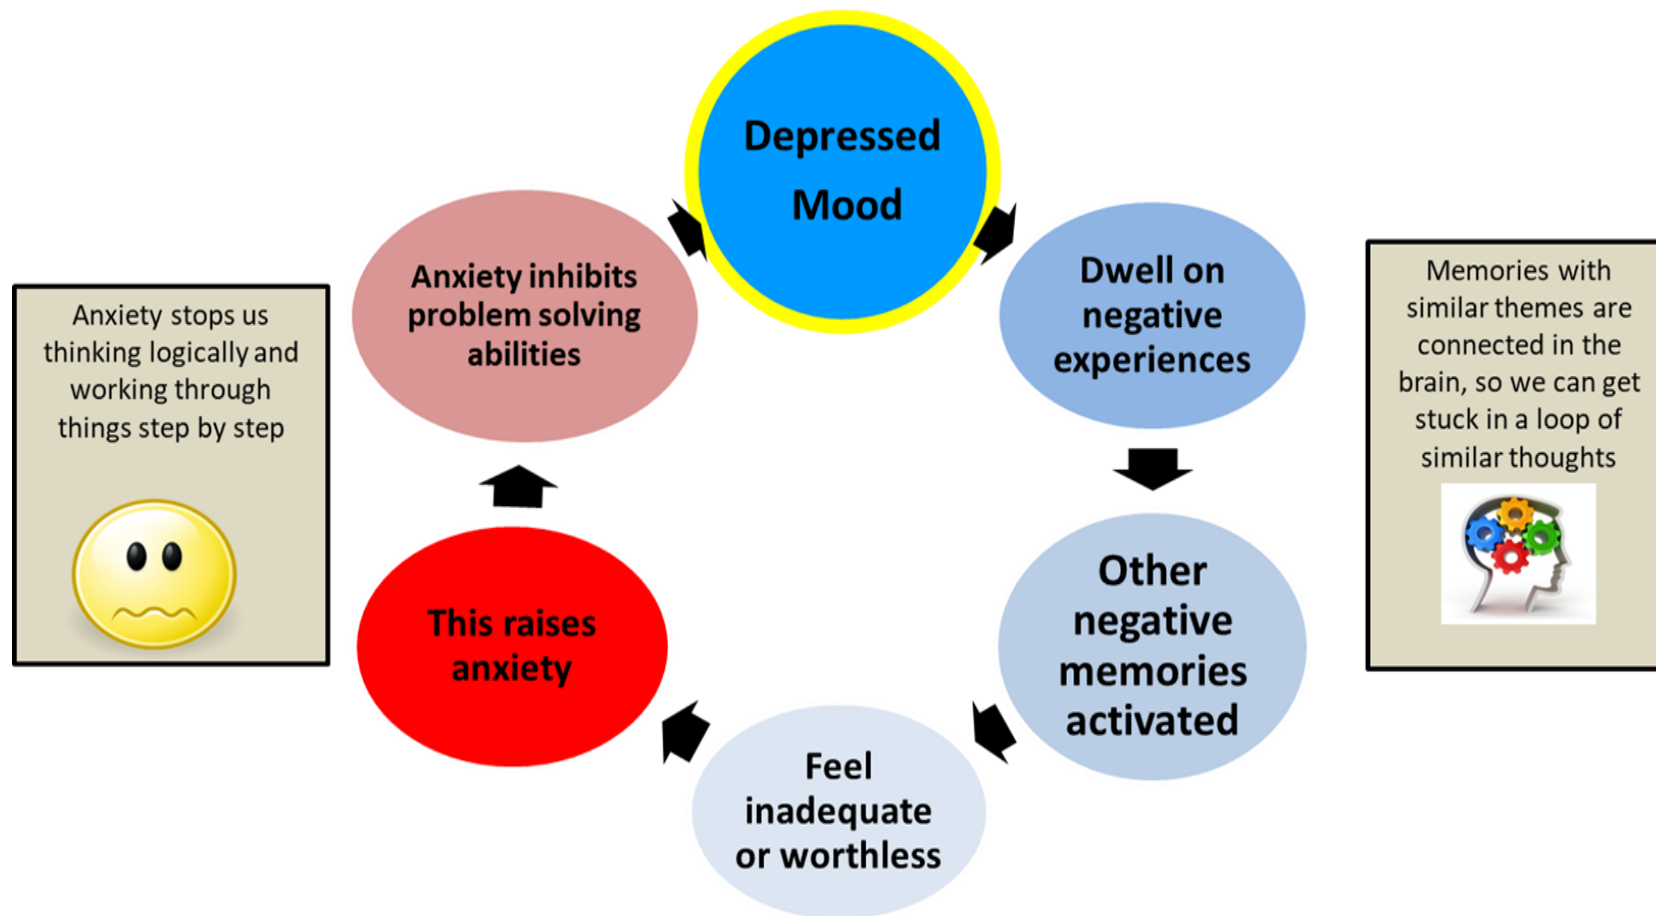 Depressed
Mood
Dwell on
negative
experiences
Other
negative
memories
activated
Feel
inadequate
or worthless
This raises
anxiety
Anxiety inhibits
problem solving
abilities
Anxiety stops us
thinking logically and
working through
things step by step
Memories with
similar themes are
connected in the
brain, so we can get
stuck in a loop of
similar thoughts